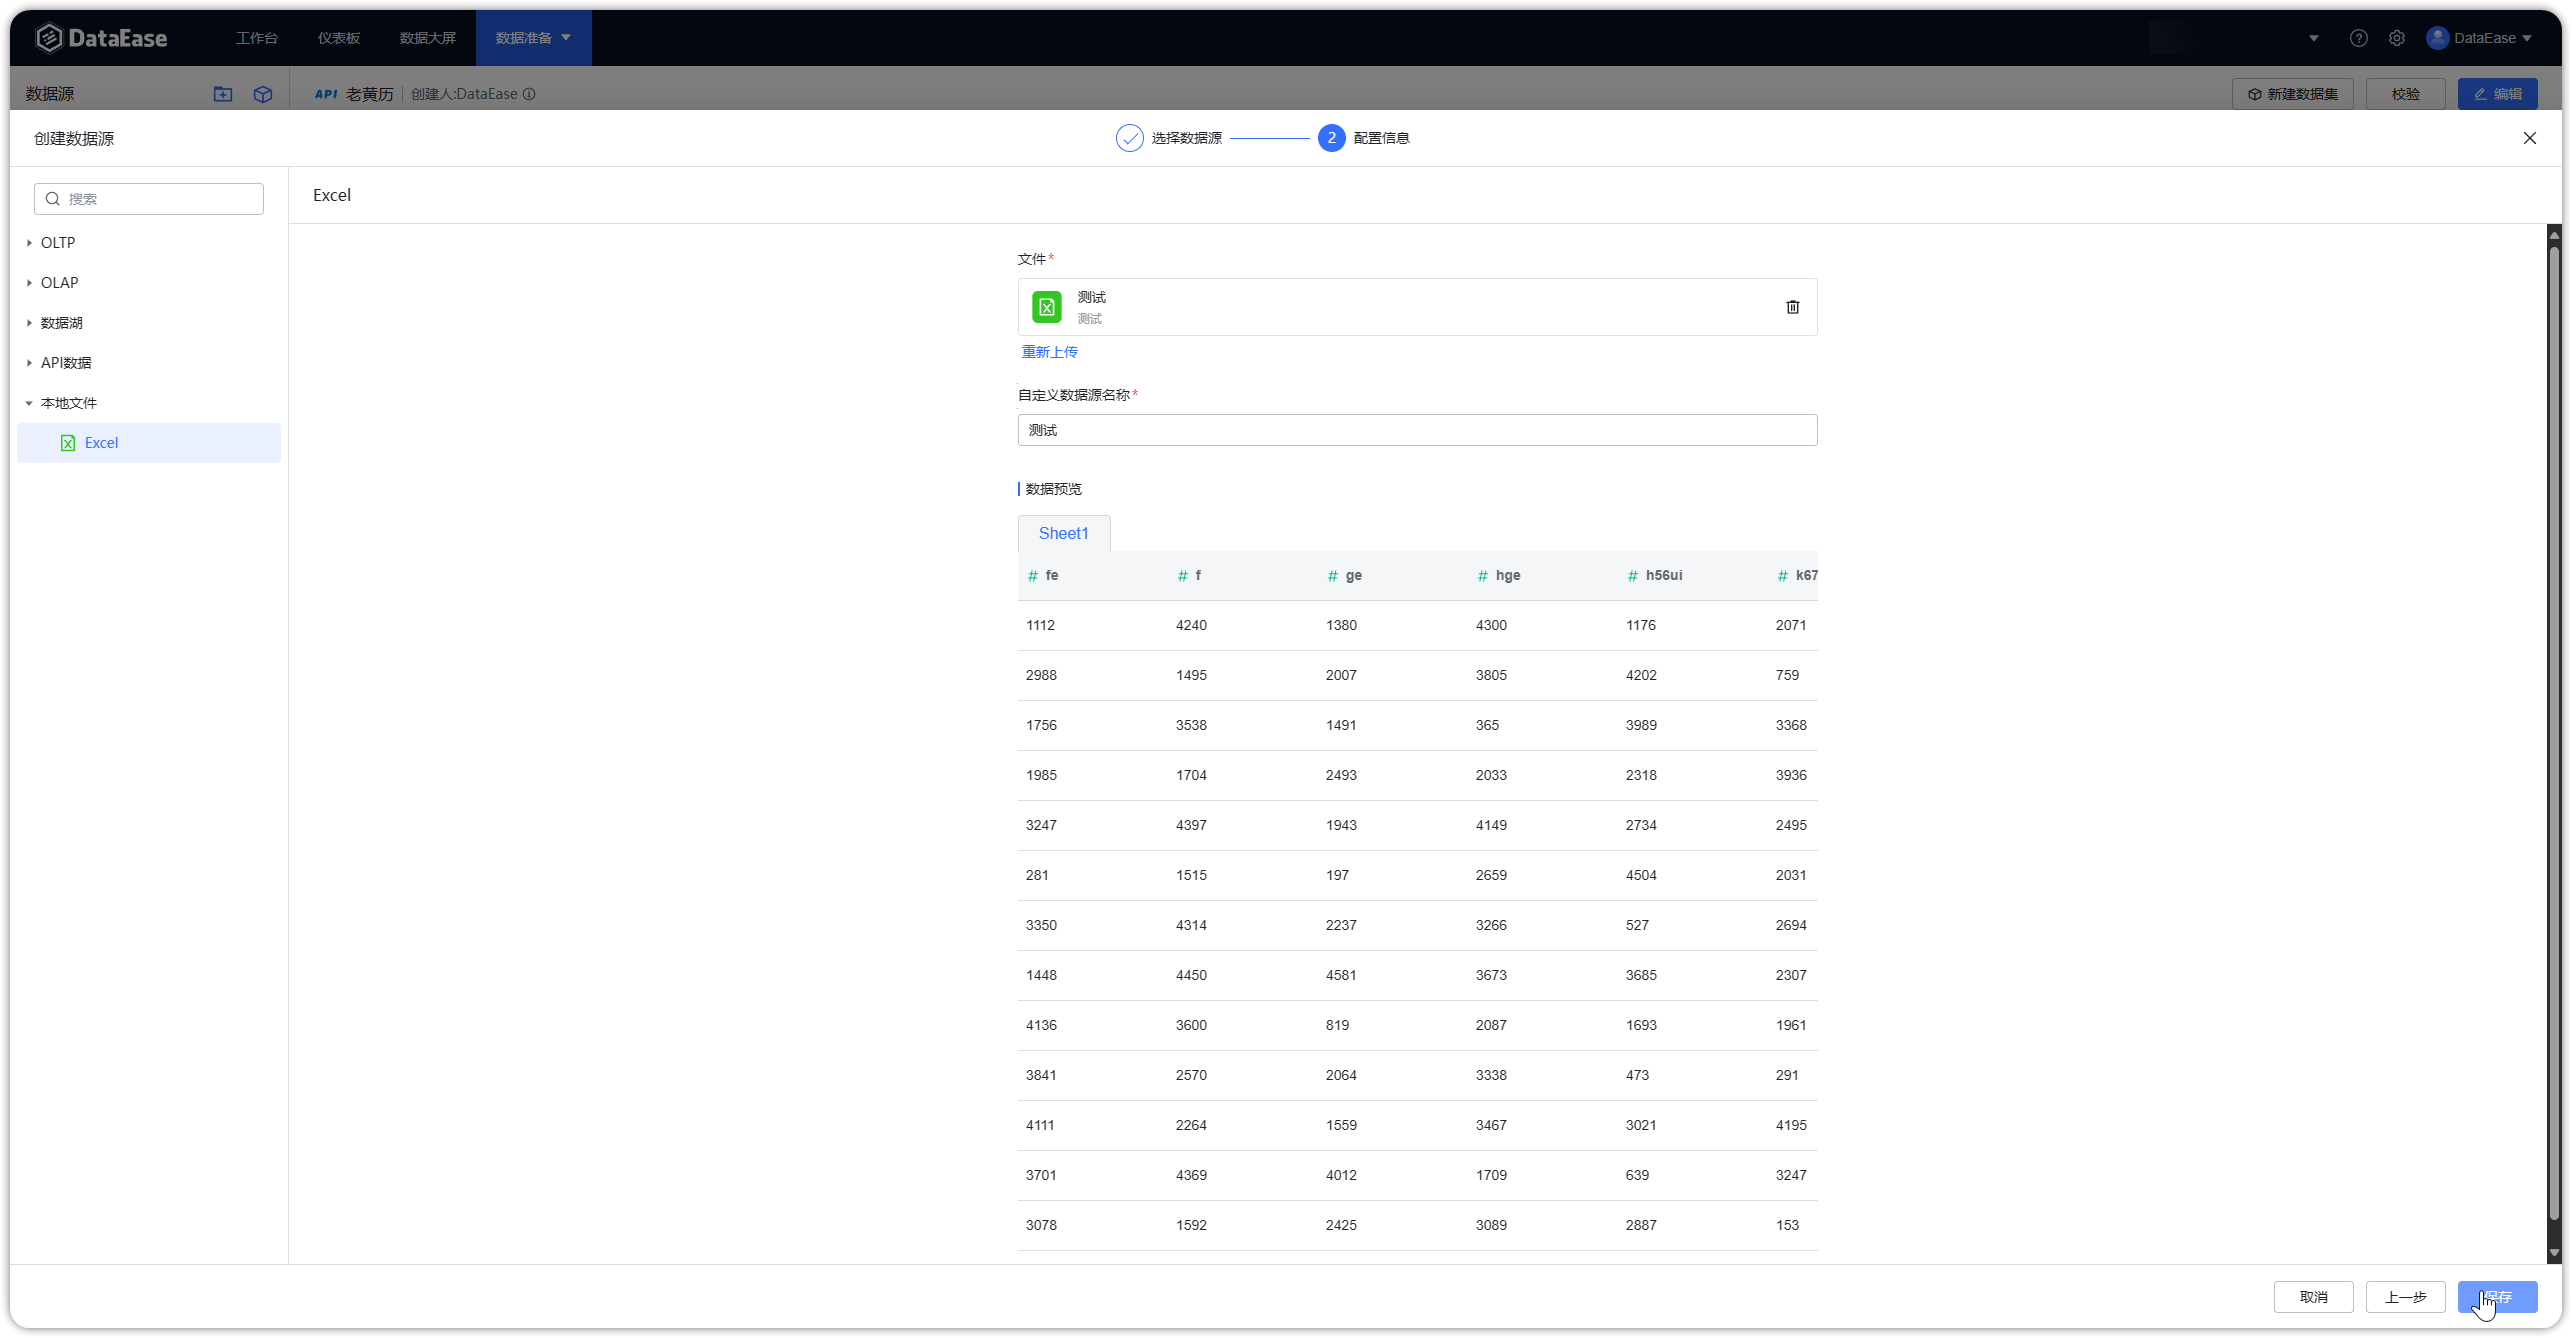 DataEase 工作台 仪表板 数据大屏 数据准备 DataEase
数据源 API 老黄历 创建人:DataEase 新建数据集 校验 编辑
创建数据源 选择数据源 2 配置信息
搜索
OLTP
OLAP
数据湖
API数据
本地文件
Excel
Excel
文件*
测试
测试
重新上传
自定义数据源名称*
测试
数据预览
Sheet1
# fe # f # ge # hge # h56ui # k67
1112 4240 1380 4300 1176 2071
2988 1495 2007 3805 4202 759
1756 3538 1491 365 3989 3368
1985 1704 2493 2033 2318 3936
3247 4397 1943 4149 2734 2495
281 1515 197 2659 4504 2031
3350 4314 2237 3266 527 2694
1448 4450 4581 3673 3685 2307
4136 3600 819 2087 1693 1961
3841 2570 2064 3338 473 291
4111 2264 1559 3467 3021 4195
3701 4369 4012 1709 639 3247
3078 1592 2425 3089 2887 153
取消 上一步 保存